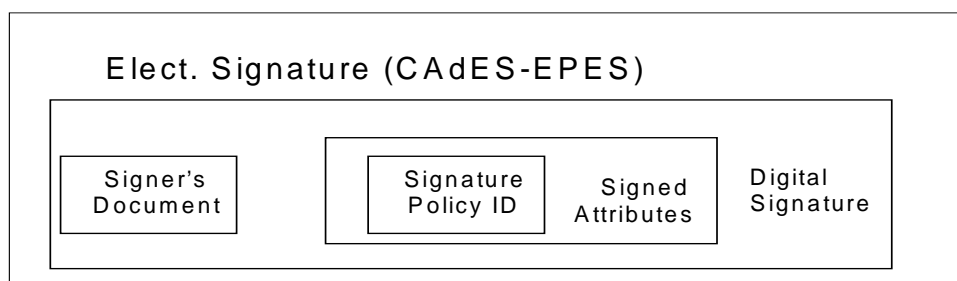 Elect. Signature (CAdES-EPES)
Signer's
Document
Signature
Policy ID
Signed
Attributes
Digital
Signature